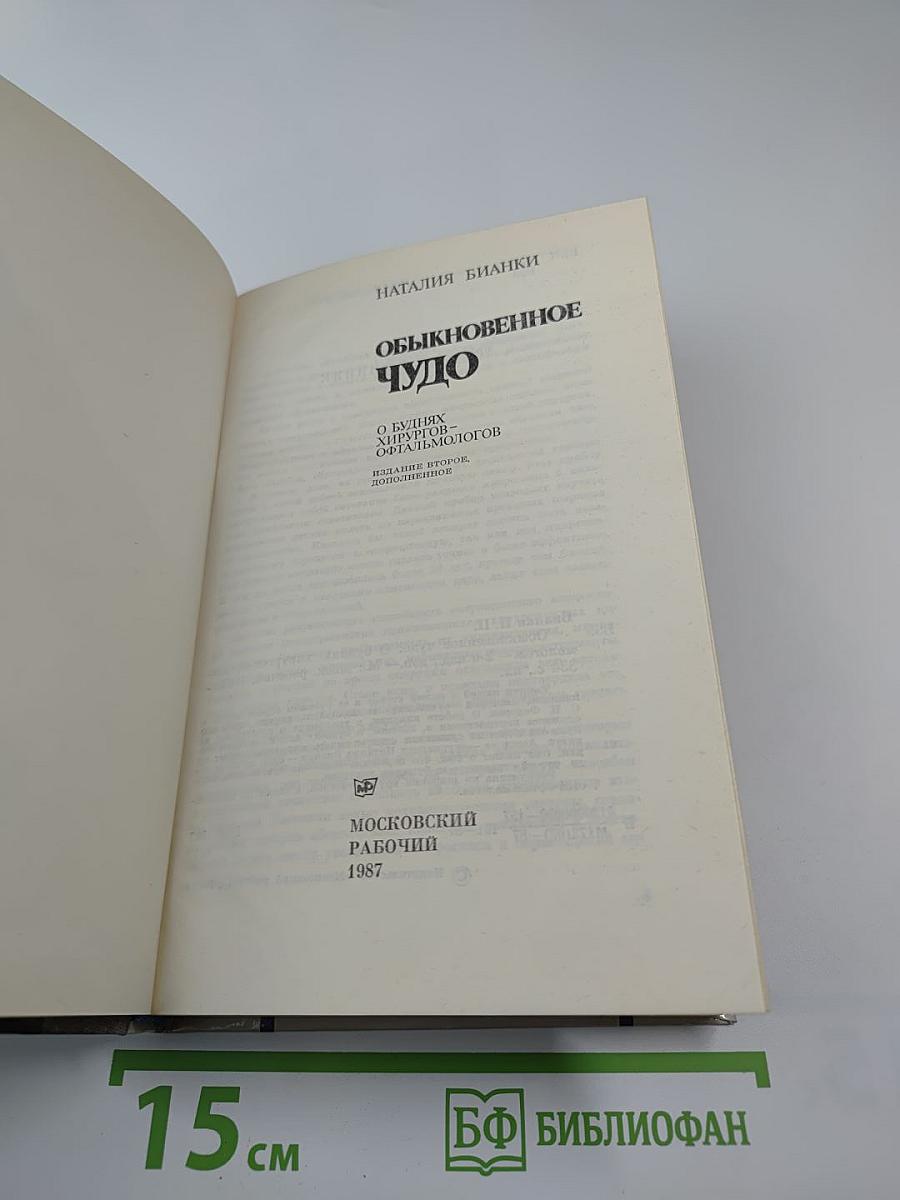 НАТАЛИЯ БИАНКИ
ОБЫКНОВЕННОЕ
ЧУДО
О БУДНЯХ
ХИРУРГОВ-
ОФТАЛЬМОЛОГОВ
ИЗДАНИЕ ВТОРОЕ,
ДОПОЛНЕННОЕ
МР
МОСКОВСКИЙ
РАБОЧИЙ
1987
15 см
БФ БИБЛИОФАН